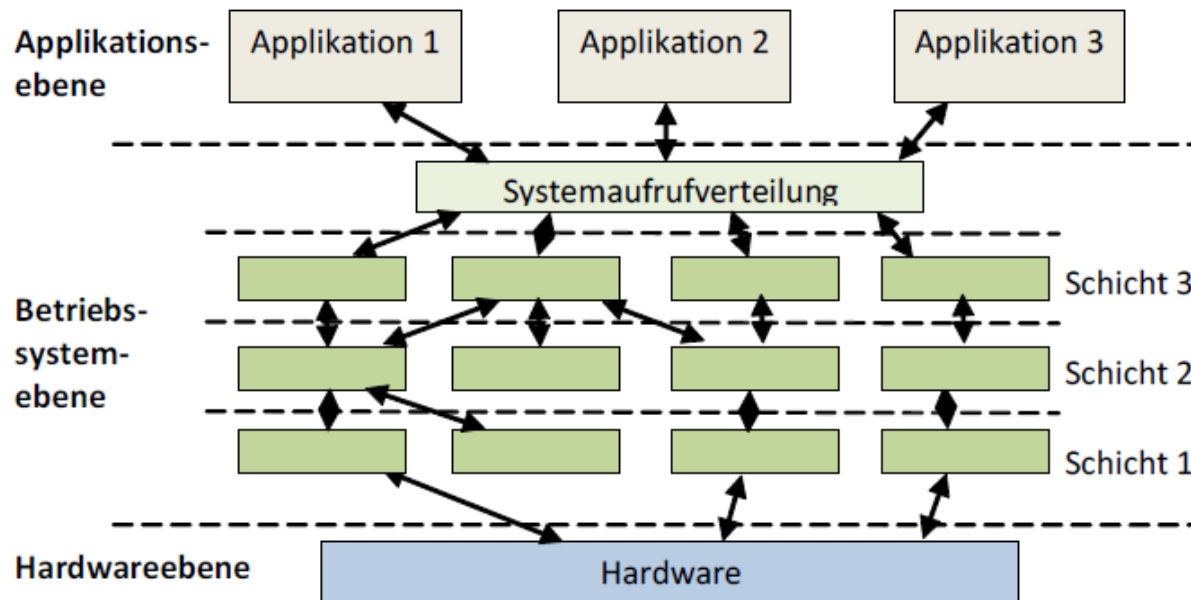 Applikations-
ebene
Applikation 1
Applikation 2
Applikation 3
Systemaufrufverteilung
Betriebs-
system-
ebene
Schicht 3
Schicht 2
Schicht 1
Hardwareebene
Hardware